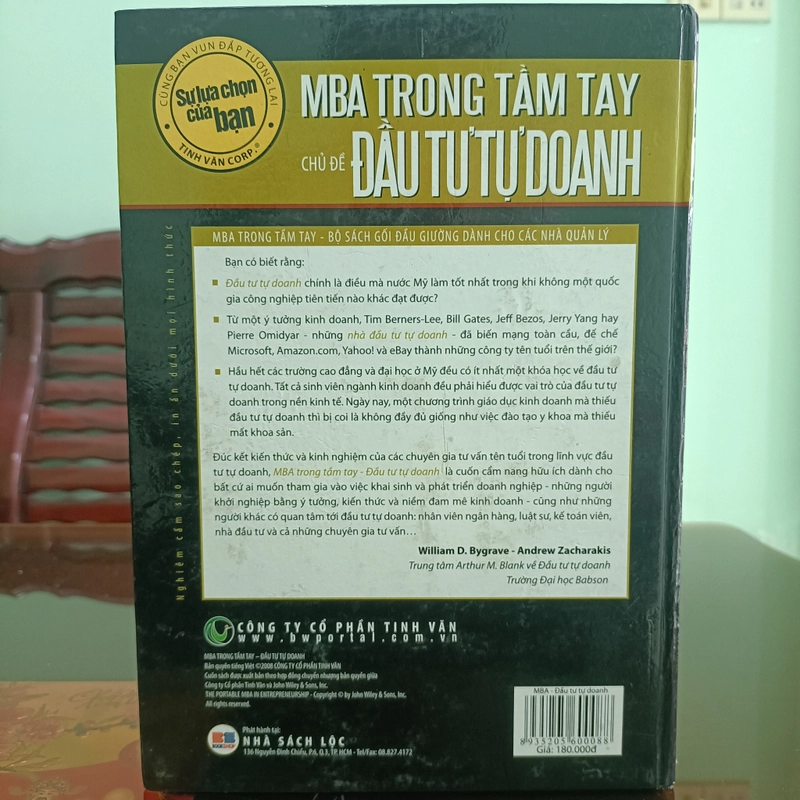 CÙNG BẠN VUN ĐẮP TƯƠNG LAI
Sự lựa chọn
của bạn
TINH VĂN CORP.®
MBA TRONG TẦM TAY
CHỦ ĐỀ ĐẦU TƯ TỰ DOANH
MBA TRONG TẦM TAY - BỘ SÁCH GỐI ĐẦU GIƯỜNG DÀNH CHO CÁC NHÀ QUẢN LÝ
Bạn có biết rằng:
Đầu tư tự doanh chính là điều mà nước Mỹ làm tốt nhất trong khi không một quốc
gia công nghiệp tiên tiến nào khác đạt được?
Từ một ý tưởng kinh doanh, Tim Berners-Lee, Bill Gates, Jeff Bezos, Jerry Yang hay
Pierre Omidyar - những nhà đầu tư tự doanh - đã biến mạng toàn cầu, đế chế
Microsoft, Amazon.com, Yahoo! và eBay thành những công ty tên tuổi trên thế giới?
Hầu hết các trường cao đẳng và đại học ở Mỹ đều có ít nhất một khóa học về đầu tư
tự doanh. Tất cả sinh viên ngành kinh doanh đều phải hiểu được vai trò của đầu tư tự
doanh trong nền kinh tế. Ngày nay, một chương trình giáo dục kinh doanh mà thiếu
đầu tư tự doanh thì bị coi là không đầy đủ giống như việc đào tạo y khoa mà thiếu
mất khoa sản.
Đúc kết kiến thức và kinh nghiệm của các chuyên gia tư vấn tên tuổi trong lĩnh vực đầu
tư tự doanh, MBA trong tầm tay - Đầu tư tự doanh là cuốn cẩm nang hữu ích dành cho
bất cứ ai muốn tham gia vào việc khai sinh và phát triển doanh nghiệp - những người
khởi nghiệp bằng ý tưởng, kiến thức và niềm đam mê kinh doanh - cũng như những
người khác có quan tâm tới đầu tư tự doanh: nhân viên ngân hàng, luật sư, kế toán viên,
nhà đầu tư và cả những chuyên gia tư vấn...
William D. Bygrave - Andrew Zacharakis
Trung tâm Arthur M. Blank về Đầu tư tự doanh
Trường Đại học Babson
Nghiêm cấm sao chép, in ấn dưới mọi hình thức
CÔNG TY CỔ PHẦN TINH VĂN
www.bwportal.com.vn
MBA TRONG TẦM TAY – ĐẦU TƯ TỰ DOANH
Bản quyền tiếng Việt ©2008 CÔNG TY CỔ PHẦN TINH VĂN
Cuốn sách được xuất bản theo hợp đồng chuyển nhượng bản quyền giữa
Công ty Cổ phần Tinh Văn và John Wiley & Sons, Inc.
THE PORTABLE MBA IN ENTREPRENEURSHIP - Copyright © by John Wiley & Sons, Inc.
All rights reserved.
BOOKSHOP
Phát hành tại:
NHÀ SÁCH LỘC
136 Nguyễn Đình Chiểu, P.6, Q.3, TP. HCM - Tel/Fax: 08.827.4172
MBA - Đầu tư tự doanh
8935205600088
Giá: 180.000đ